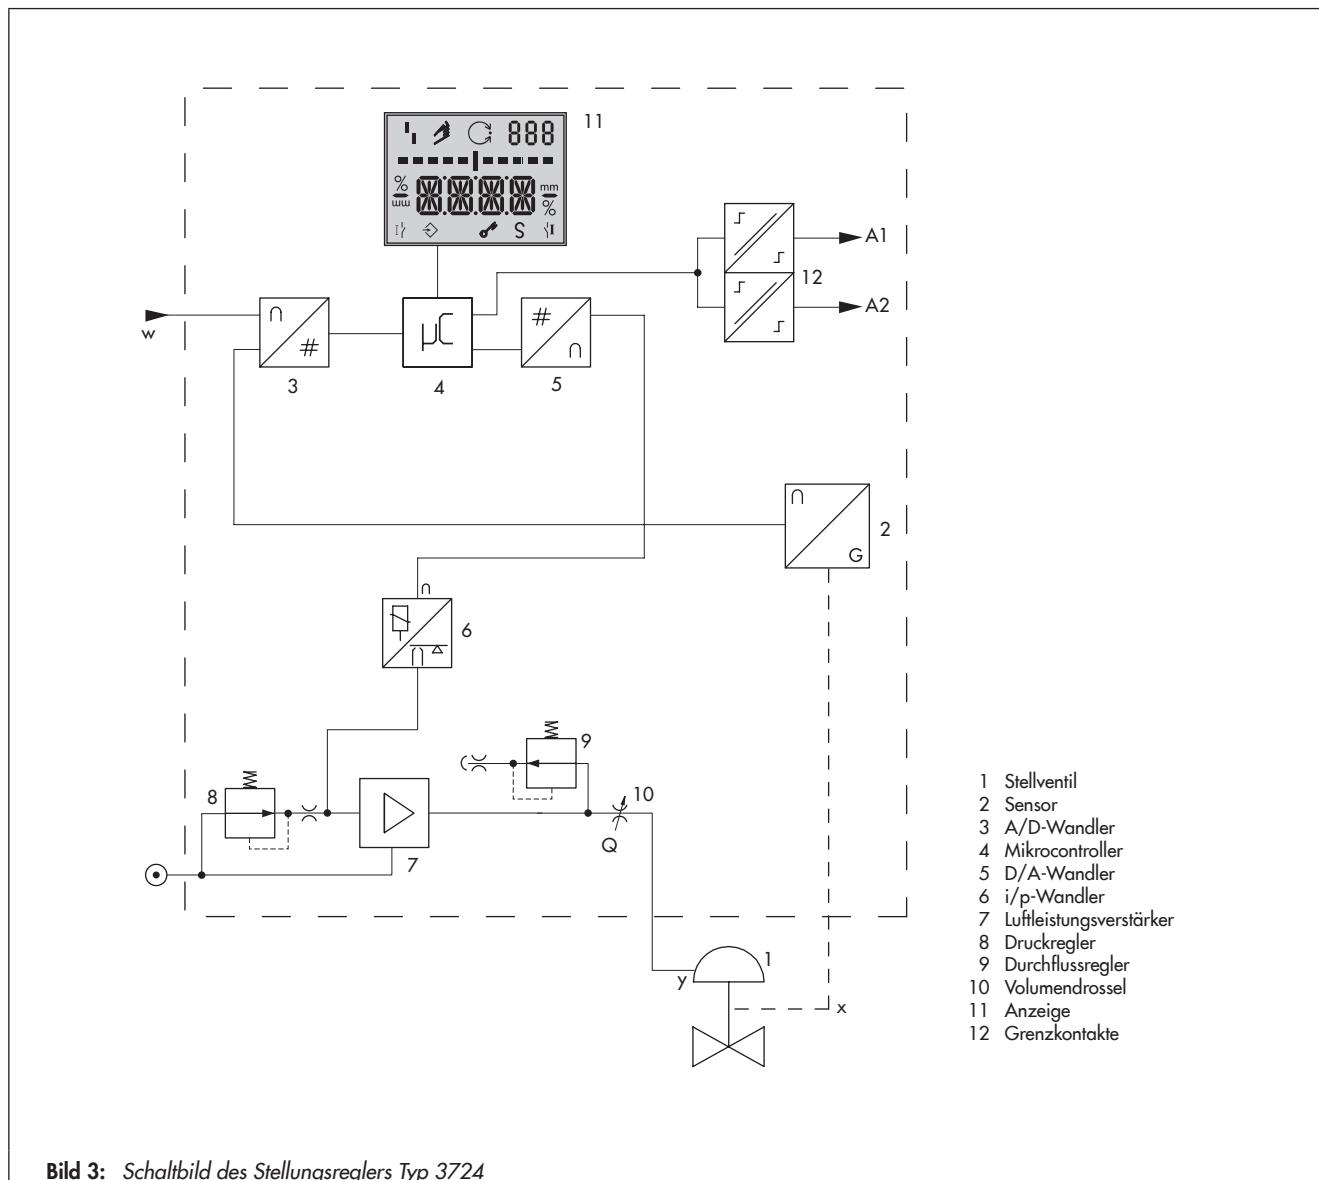 11
888
%
mm
mm
%
S
A1
12
A2
w
∩
#
µC
#
∩
3
4
5
∩
2
G
∩
6
9
8
10
Q
7
1
y
x
1 Stellventil
2 Sensor
3 A/D-Wandler
4 Mikrocontroller
5 D/A-Wandler
6 i/p-Wandler
7 Luftleistungsverstärker
8 Druckregler
9 Durchflussregler
10 Volumendrossel
11 Anzeige
12 Grenzkontakte
Bild 3: Schaltbild des Stellungsreglers Typ 3724